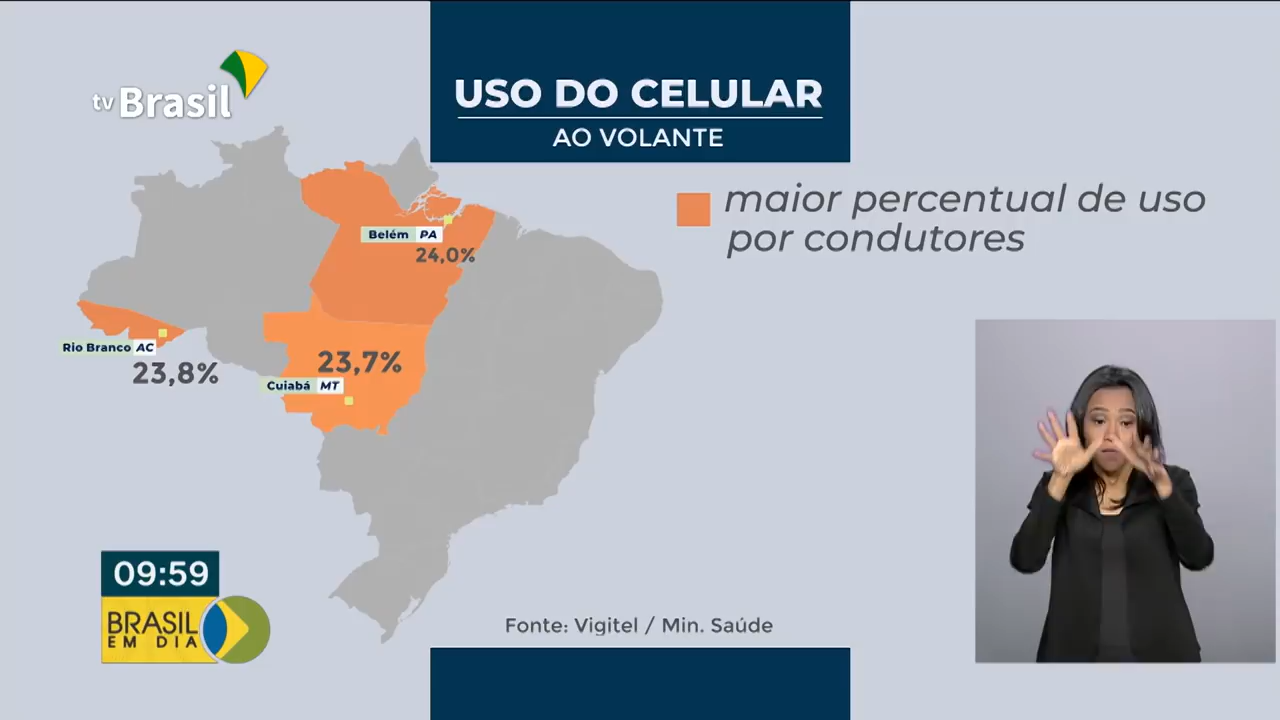 tv Brasil
USO DO CELULAR
AO VOLANTE
maior percentual de uso
por condutores
Belém PA
24,0%
Rio Branco AC
23,8%
23,7%
Cuiabá MT
09:59
BRASIL
EM DIA
Fonte: Vigitel / Min. Saúde